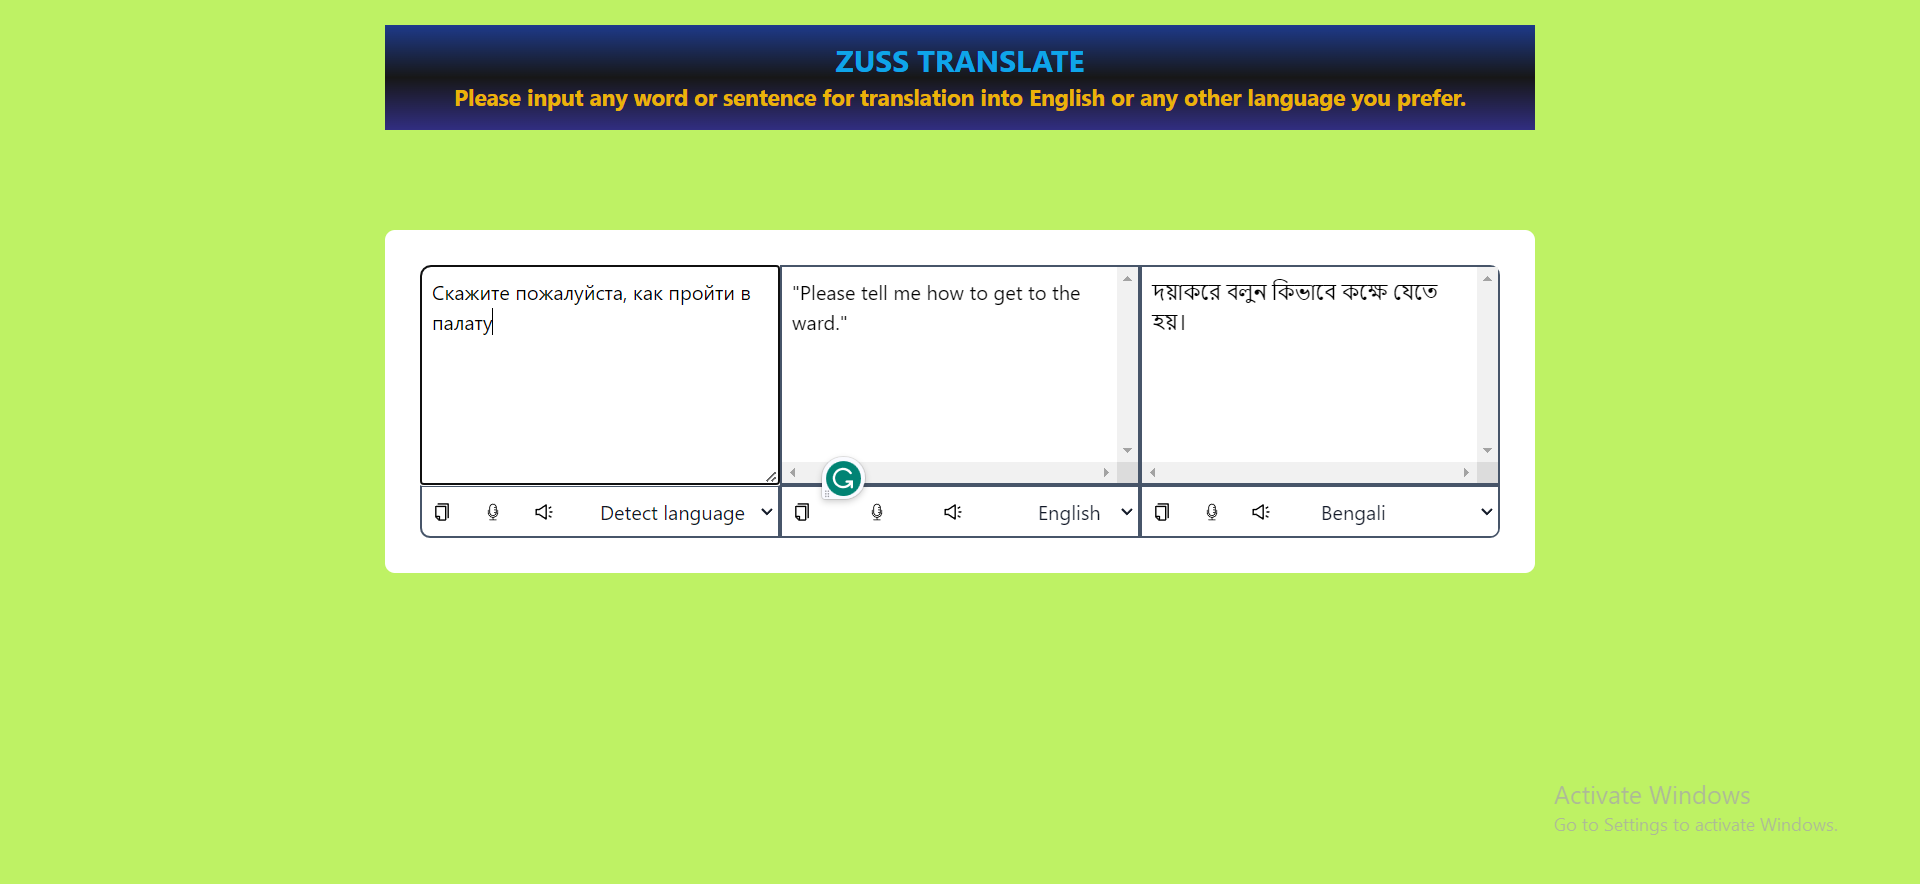 ZUSS TRANSLATE
Please input any word or sentence for translation into English or any other language you prefer.
Скажите пожалуйста, как пройти в
палату
"Please tell me how to get to the
ward."
দয়াকরে বলুন কিভাবে কক্ষে যেতে
হয়।
Detect language
English
Bengali
Activate Windows
Go to Settings to activate Windows.